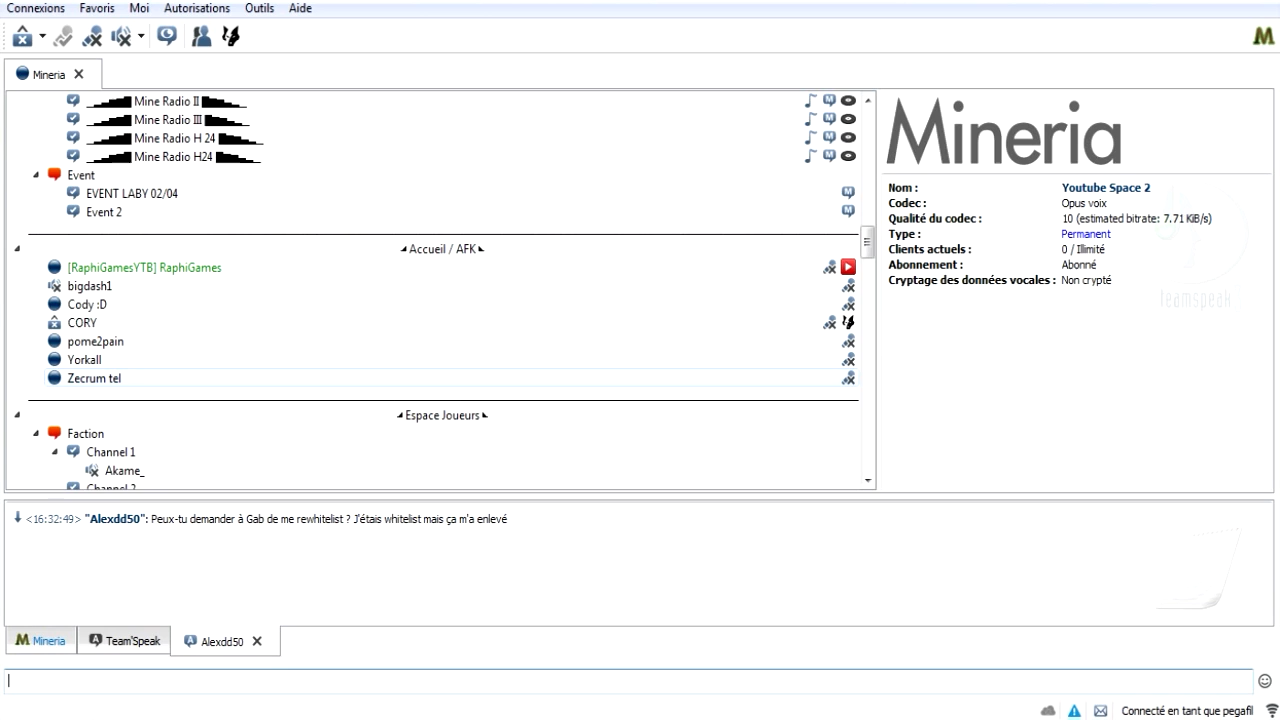 Connexions Favoris Moi Autorisations Outils Aide
Mineria
Mine Radio II
Mine Radio III
Mine Radio H 24
Mine Radio H24
Event
EVENT LABY 02/04
Event 2
Accueil / AFK
[RaphiGamesYTB] RaphiGames
bigdash1
Cody :D
CORY
pome2pain
Yorkall
Zecrum tel
Espace Joueurs
Faction
Channel 1
Akame_
Channel 2
Mineria
Nom : Youtube Space 2
Codec : Opus voix
Qualité du codec : 10 (estimated bitrate: 7.71 KiB/s)
Type : Permanent
Clients actuels : 0 / Illimité
Abonnement : Abonné
Cryptage des données vocales : Non crypté
teamspeak
<16:32:49> "Alexdd50": Peux-tu demander à Gab de me rewhitelist ? J'étais whitelist mais ça m'a enlevé
Mineria Team'Speak Alexdd50
Connecté en tant que pegafil